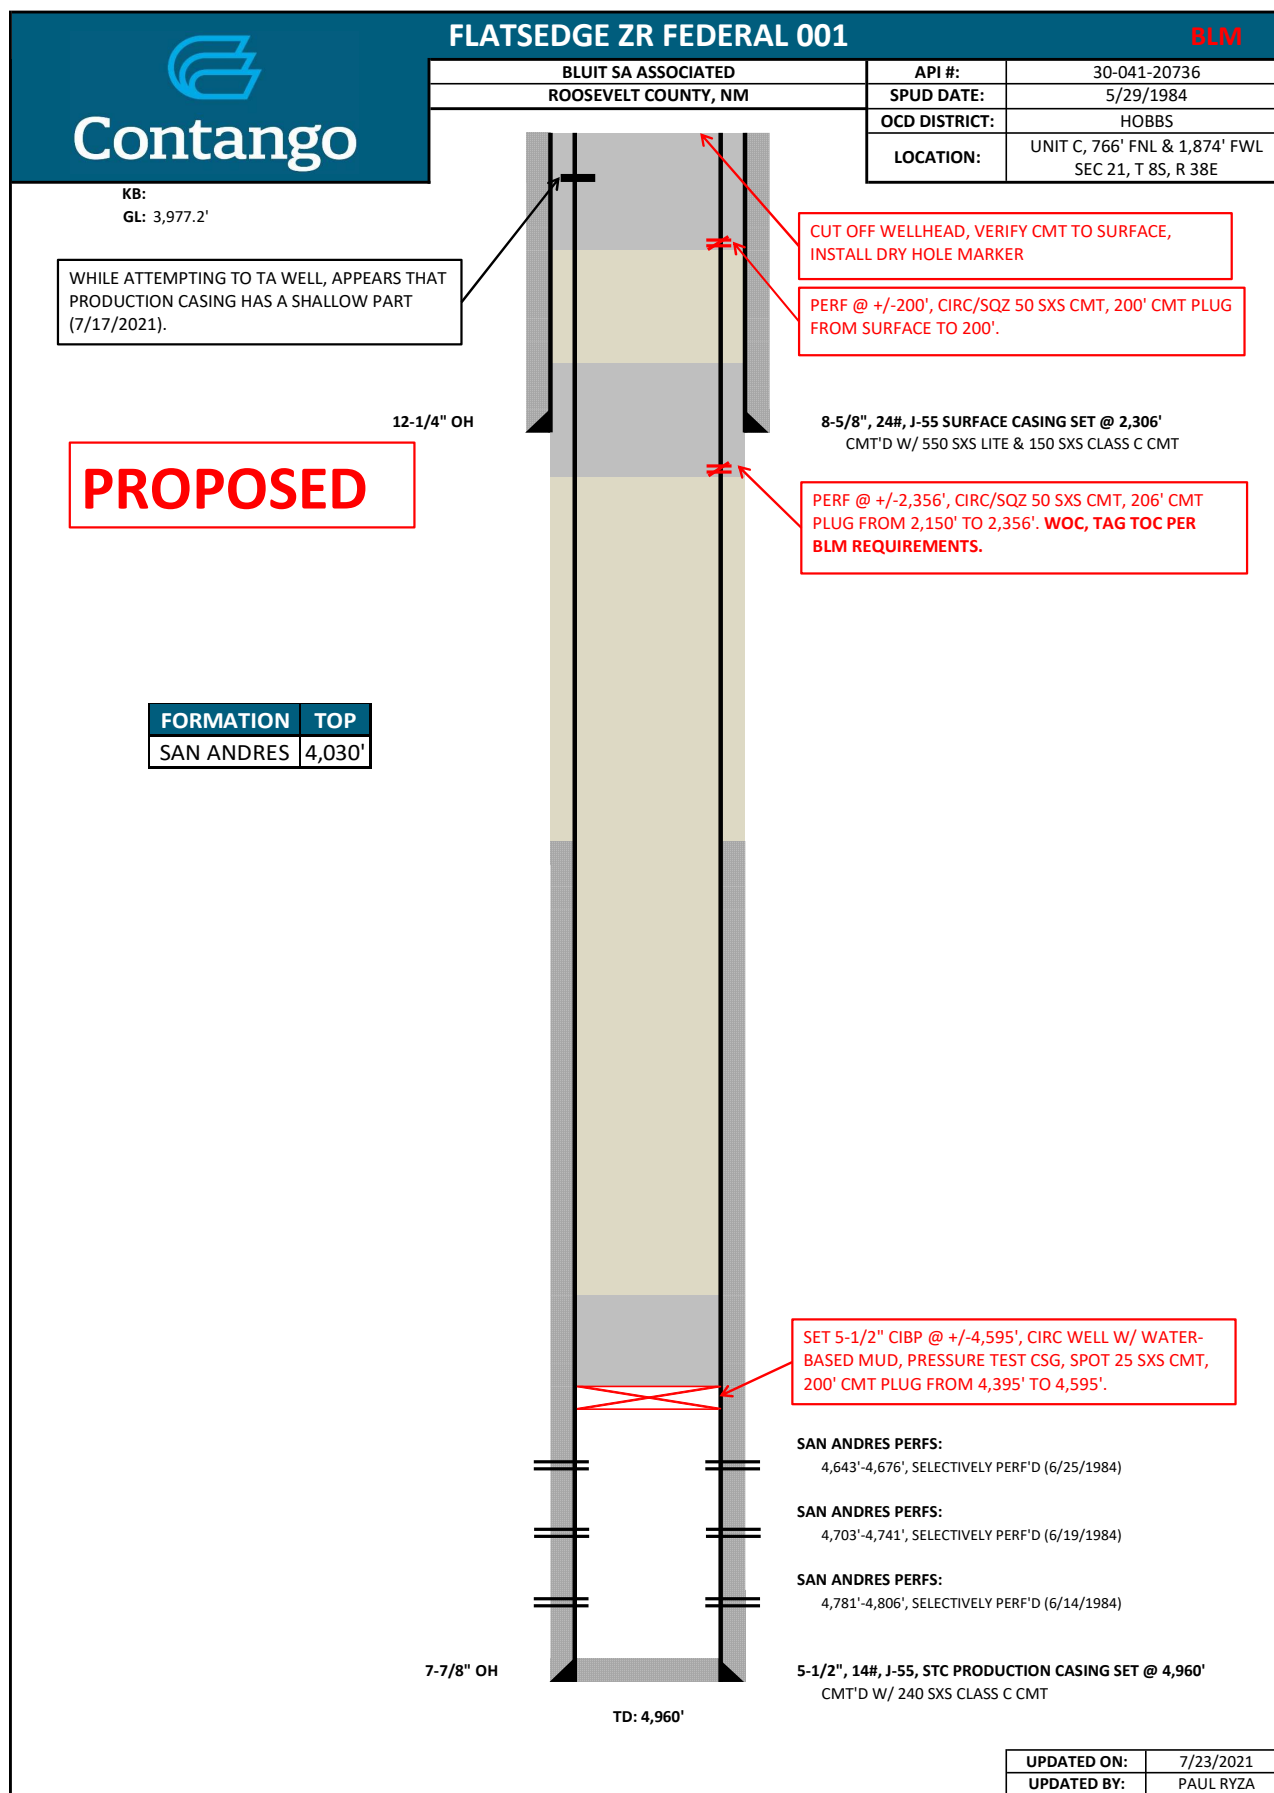 FLATSEDGE ZR FEDERAL 001
BLM
Contango
BLUIT SA ASSOCIATED
ROOSEVELT COUNTY, NM
API #: 30-041-20736
SPUD DATE: 5/29/1984
OCD DISTRICT: HOBBS
LOCATION: UNIT C, 766' FNL & 1,874' FWL
SEC 21, T 8S, R 38E
KB:
GL: 3,977.2'
CUT OFF WELLHEAD, VERIFY CMT TO SURFACE,
INSTALL DRY HOLE MARKER
WHILE ATTEMPTING TO TA WELL, APPEARS THAT
PRODUCTION CASING HAS A SHALLOW PART
(7/17/2021).
PERF @ +/-200', CIRC/SQZ 50 SXS CMT, 200' CMT PLUG
FROM SURFACE TO 200'.
12-1/4" OH
8-5/8", 24#, J-55 SURFACE CASING SET @ 2,306'
CMT'D W/ 550 SXS LITE & 150 SXS CLASS C CMT
PROPOSED
PERF @ +/-2,356', CIRC/SQZ 50 SXS CMT, 206' CMT
PLUG FROM 2,150' TO 2,356'. WOC, TAG TOC PER
BLM REQUIREMENTS.
FORMATION TOP
SAN ANDRES 4,030'
SET 5-1/2" CIBP @ +/-4,595', CIRC WELL W/ WATER-
BASED MUD, PRESSURE TEST CSG, SPOT 25 SXS CMT,
200' CMT PLUG FROM 4,395' TO 4,595'.
SAN ANDRES PERFS:
4,643'-4,676', SELECTIVELY PERF'D (6/25/1984)
SAN ANDRES PERFS:
4,703'-4,741', SELECTIVELY PERF'D (6/19/1984)
SAN ANDRES PERFS:
4,781'-4,806', SELECTIVELY PERF'D (6/14/1984)
7-7/8" OH
5-1/2", 14#, J-55, STC PRODUCTION CASING SET @ 4,960'
CMT'D W/ 240 SXS CLASS C CMT
TD: 4,960'
UPDATED ON: 7/23/2021
UPDATED BY: PAUL RYZA